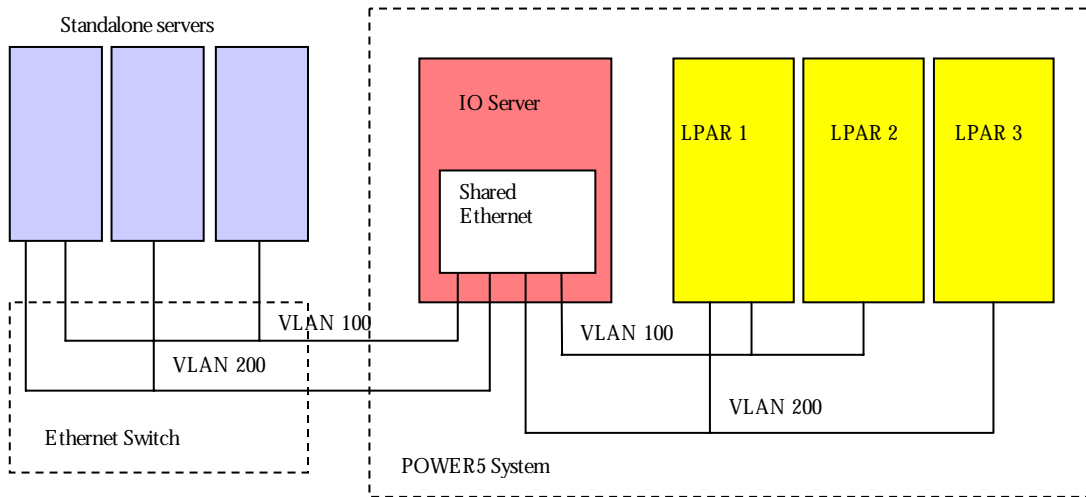 Standalone servers
IO Server
LPAR 1
LPAR 2
LPAR 3
Shared
Ethernet
VLAN 100
VLAN 100
VLAN 200
VLAN 200
Ethernet Switch
POWER5 System